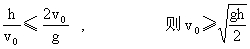 h/v₀ ≤ 2v₀/g ， 则 v₀ ≥ √(gh/2)